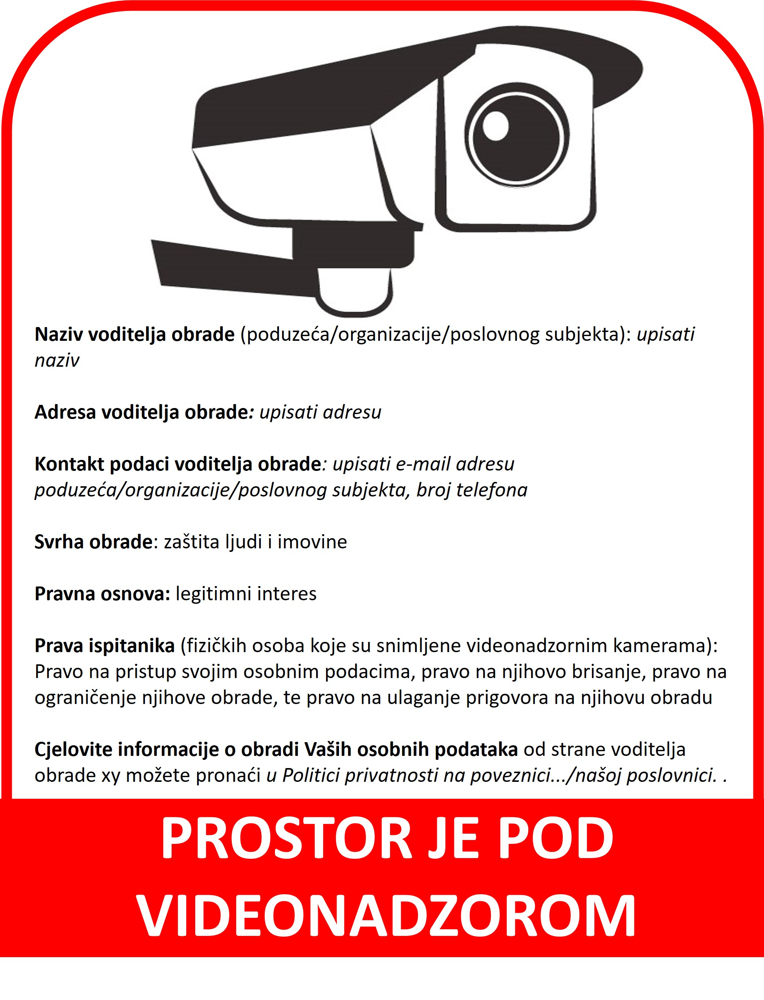 Naziv voditelja obrade (poduzeća/organizacije/poslovnog subjekta): upisati
naziv
Adresa voditelja obrade: upisati adresu
Kontakt podaci voditelja obrade: upisati e-mail adresu
poduzeća/organizacije/poslovnog subjekta, broj telefona
Svrha obrade: zaštita ljudi i imovine
Pravna osnova: legitimni interes
Prava ispitanika (fizičkih osoba koje su snimljene videonadzornim kamerama):
Pravo na pristup svojim osobnim podacima, pravo na njihovo brisanje, pravo na
ograničenje njihove obrade, te pravo na ulaganje prigovora na njihovu obradu
Cjelovite informacije o obradi Vaših osobnih podataka od strane voditelja
obrade xy možete pronaći u Politici privatnosti na poveznici.../našoj poslovnici. .
PROSTOR JE POD
VIDEONADZOROM